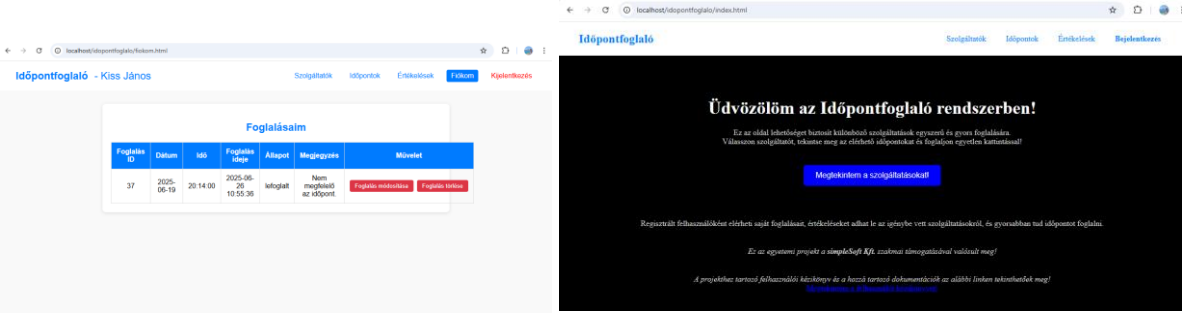 localhost/idopontfoglalo/fiokom.html
Időpontfoglaló - Kiss János
Szolgáltatók Időpontok Értékelések Fiókom Kijelentkezés
Foglalásaim
Foglalás ID Dátum Idő Foglalás ideje Állapot Megjegyzés Művelet
37 2025-06-19 20:14:00 2025-06-26 10:55:36 lefoglalt Nem megfelelő az időpont. Foglalás módosítása Foglalás törlése
localhost/idopontfoglalo/index.html
Időpontfoglaló
Szolgáltatók Időpontok Értékelések Bejelentkezés
Üdvözölöm az Időpontfoglaló rendszerben!
Ez az oldal lehetőséget biztosít különböző szolgáltatások egyszerű és gyors foglalására.
Válasszon szolgáltatót, tekintse meg az elérhető időpontokat és foglaljon egyetlen kattintással!
Megtekintem a szolgáltatásokat!
Regisztrált felhasználóként elérheti saját foglalásait, értékeléseket adhat le az igénybe vett szolgáltatásokról, és gyorsabban tud időpontot foglalni.
Ez az egyetemi projekt a simpleSoft Kft. szakmai támogatásával valósult meg!
A projekthez tartozó felhasználói kézikönyv és a hozzá tartozó dokumentációk az alábbi linken tekinthetőek meg!